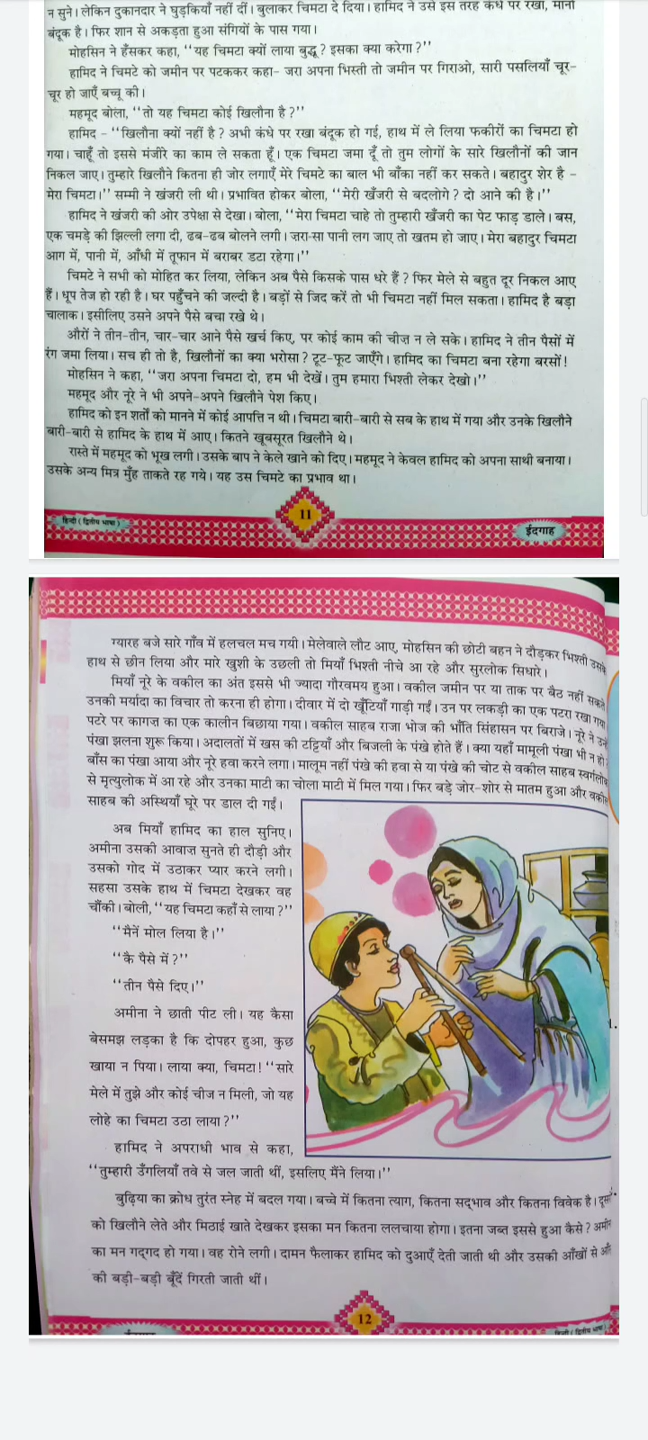 न सुने। लेकिन दुकानदार ने घुड़कियाँ नहीं दीं। बुलाकर चिमटा दे दिया। हामिद ने उसे इस तरह कंधे पर रखा, मानो
बंदूक है। फिर शान से अकड़ता हुआ संगियों के पास गया।
मोहसिन ने हँसकर कहा, ‘‘यह चिमटा क्यों लाया बुद्धू? इसका क्या करेगा?’’
हामिद ने चिमटे को जमीन पर पटककर कहा- जरा अपना भिस्ती तो जमीन पर गिराओ, सारी पसलियाँ चूर-
चूर हो जाएँ बच्चू की।
महमूद बोला, ‘‘तो यह चिमटा कोई खिलौना है?’’
हामिद - ‘‘खिलौना क्यों नहीं है? अभी कंधे पर रखा बंदूक हो गई, हाथ में ले लिया फकीरों का चिमटा हो
गया। चाहूँ तो इससे मंजीरे का काम ले सकता हूँ। एक चिमटा जमा दूँ तो तुम लोगों के सारे खिलौनों की जान
निकल जाए। तुम्हारे खिलौने कितना ही जोर लगाएँ मेरे चिमटे का बाल भी बाँका नहीं कर सकते। बहादुर शेर है -
मेरा चिमटा।’’ सम्मी ने खंजरी ली थी। प्रभावित होकर बोला, ‘‘मेरी खँजरी से बदलोगे? दो आने की है।’’
हामिद ने खंजरी की ओर उपेक्षा से देखा। बोला, ‘‘मेरा चिमटा चाहे तो तुम्हारी खँजरी का पेट फाड़ डाले। बस,
एक चमड़े की झिल्ली लगा दी, ढब-ढब बोलने लगी। ज़रा-सा पानी लग जाए तो खतम हो जाए। मेरा बहादुर चिमटा
आग में, पानी में, आँधी में तूफान में बराबर डटा रहेगा।’’
चिमटे ने सभी को मोहित कर लिया, लेकिन अब पैसे किसके पास धरे हैं? फिर मेले से बहुत दूर निकल आए
हैं। धूप तेज हो रही है। घर पहुँचने की जल्दी है। बड़ों से जिद करें तो भी चिमटा नहीं मिल सकता। हामिद है बड़ा
चालाक। इसीलिए उसने अपने पैसे बचा रखे थे।
औरों ने तीन-तीन, चार-चार आने पैसे खर्च किए, पर कोई काम की चीज़ न ले सके। हामिद ने तीन पैसों में
रंग जमा लिया। सच ही तो है, खिलौनों का क्या भरोसा? टूट-फूट जाएँगे। हामिद का चिमटा बना रहेगा बरसों!
मोहसिन ने कहा, ‘‘जरा अपना चिमटा दो, हम भी देखें। तुम हमारा भिश्ती लेकर देखो।’’
महमूद और नूरे ने भी अपने-अपने खिलौने पेश किए।
हामिद को इन शर्तों को मानने में कोई आपत्ति न थी। चिमटा बारी-बारी से सब के हाथ में गया और उनके खिलौने
बारी-बारी से हामिद के हाथ में आए। कितने खूबसूरत खिलौने थे।
रास्ते में महमूद को भूख लगी। उसके बाप ने केले खाने को दिए। महमूद ने केवल हामिद को अपना साथी बनाया।
उसके अन्य मित्र मुँह ताकते रह गये। यह उस चिमटे का प्रभाव था।
हिन्दी (द्वितीय भाषा)
11
ईदगाह
ग्यारह बजे सारे गाँव में हलचल मच गयी। मेलेवाले लौट आए, मोहसिन की छोटी बहन ने दौड़कर भिश्ती उसके
हाथ से छीन लिया और मारे खुशी के उछली तो मियाँ भिश्ती नीचे आ रहे और सुरलोक सिधारे।
मियाँ नूरे के वकील का अंत इससे भी ज्यादा गौरवमय हुआ। वकील जमीन पर या ताक पर बैठ नहीं सकते
उनकी मर्यादा का विचार तो करना ही होगा। दीवार में दो खूँटियाँ गाड़ी गईं। उन पर लकड़ी का एक पटरा रखा गया
पटरे पर कागज़ का एक कालीन बिछाया गया। वकील साहब राजा भोज की भाँति सिंहासन पर बिराजे। नूरे ने उन्हें
पंखा झलना शुरू किया। अदालतों में खस की टट्टियाँ और बिजली के पंखे होते हैं। क्या यहाँ मामूली पंखा भी न हो
बाँस का पंखा आया और नूरे हवा करने लगा। मालूम नहीं पंखे की हवा से या पंखे की चोट से वकील साहब स्वर्गलोक
से मृत्युलोक में आ रहे और उनका माटी का चोला माटी में मिल गया। फिर बड़े जोर-शोर से मातम हुआ और वकील
साहब की अस्थियाँ घूरे पर डाल दी गईं।
अब मियाँ हामिद का हाल सुनिए।
अमीना उसकी आवाज़ सुनते ही दौड़ी और
उसको गोद में उठाकर प्यार करने लगी।
सहसा उसके हाथ में चिमटा देखकर वह
चौंकी। बोली, ‘‘यह चिमटा कहाँ से लाया?’’
‘‘मैनें मोल लिया है।’’
‘‘कै पैसे में?’’
‘‘तीन पैसे दिए।’’
अमीना ने छाती पीट ली। यह कैसा
बेसमझ लड़का है कि दोपहर हुआ, कुछ
खाया न पिया। लाया क्या, चिमटा! ‘‘सारे
मेले में तुझे और कोई चीज न मिली, जो यह
लोहे का चिमटा उठा लाया?’’
हामिद ने अपराधी भाव से कहा,
‘‘तुम्हारी उँगलियाँ तवे से जल जाती थीं, इसलिए मैंने लिया।’’
बुढ़िया का क्रोध तुरंत स्नेह में बदल गया। बच्चे में कितना त्याग, कितना सद्भाव और कितना विवेक है। दूसरों
को खिलौने लेते और मिठाई खाते देखकर इसका मन कितना ललचाया होगा। इतना जब्त इससे हुआ कैसे? अमीना
का मन गद्‌गद हो गया। वह रोने लगी। दामन फैलाकर हामिद को दुआएँ देती जाती थी और उसकी आँखों से
की बड़ी-बड़ी बूँदें गिरती जाती थीं।
12